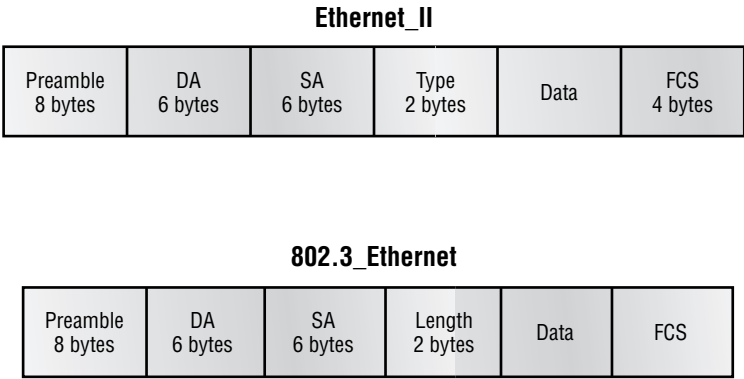 Ethernet_II
Preamble
8 bytes
DA
6 bytes
SA
6 bytes
Type
2 bytes
Data
FCS
4 bytes
802.3_Ethernet
Preamble
8 bytes
DA
6 bytes
SA
6 bytes
Length
2 bytes
Data
FCS